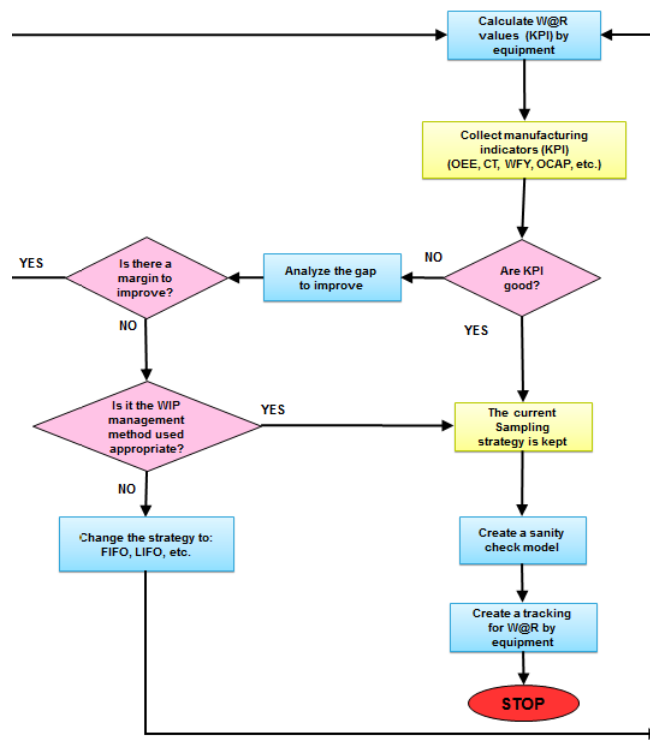 Calculate W@R
values (KPI) by
equipment
Collect manufacturing
indicators (KPI)
(OEE, CT, WFY, OCAP, etc.)
YES
Is there a
margin to
improve?
Analyze the gap
to improve
NO
Are KPI
good?
NO
YES
Is it the WIP
management
method used
appropriate?
YES
The current
Sampling
strategy is kept
NO
Change the strategy to:
FIFO, LIFO, etc.
Create a sanity
check model
Create a tracking
for W@R by
equipment
STOP